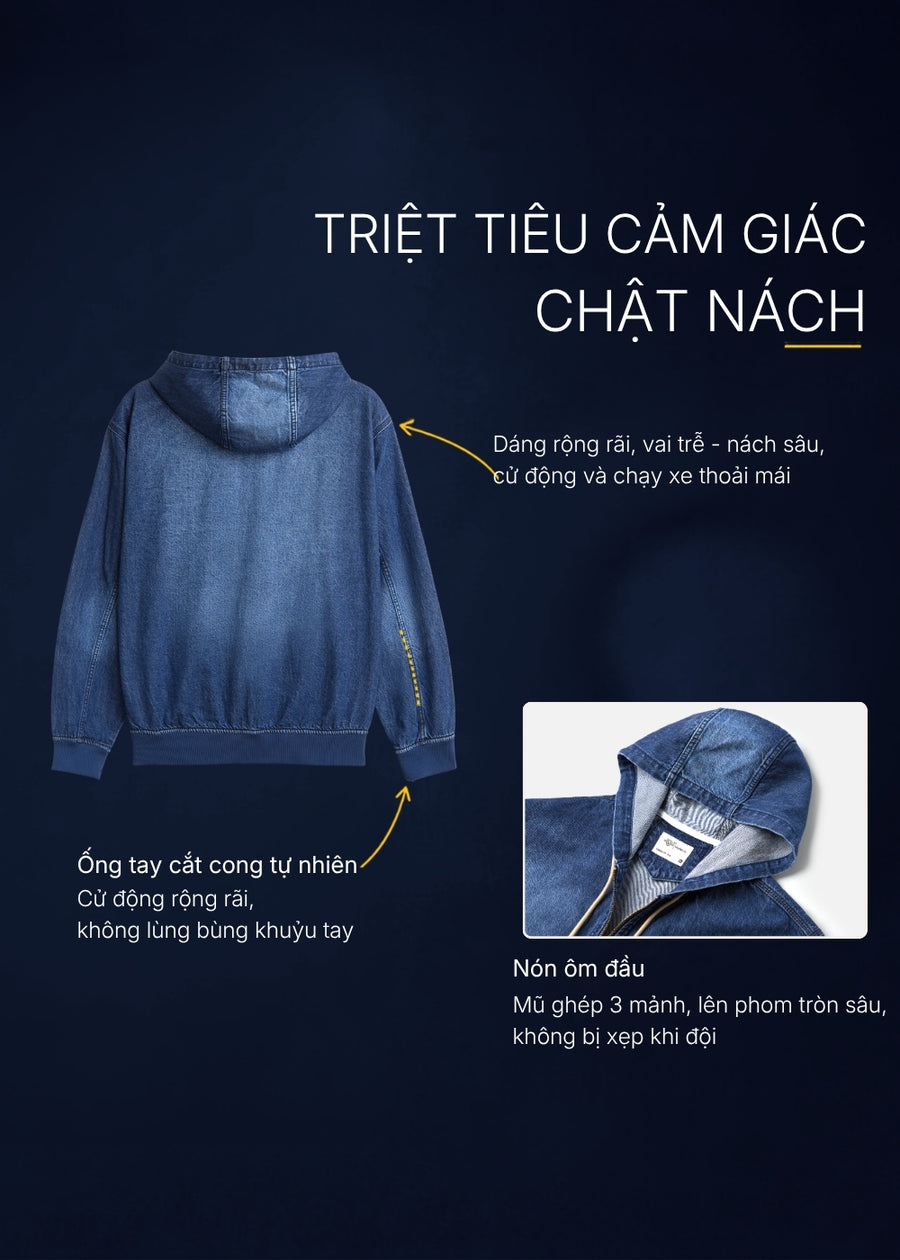 TRIỆT TIÊU CẢM GIÁC
CHẬT NÁCH
Dáng rộng rãi, vai trễ - nách sâu,
cử động và chạy xe thoải mái
Ống tay cắt cong tự nhiên
Cử động rộng rãi,
không lùng bùng khuỷu tay
Nón ôm đầu
Mũ ghép 3 mảnh, lên phom tròn sâu,
không bị xẹp khi đội